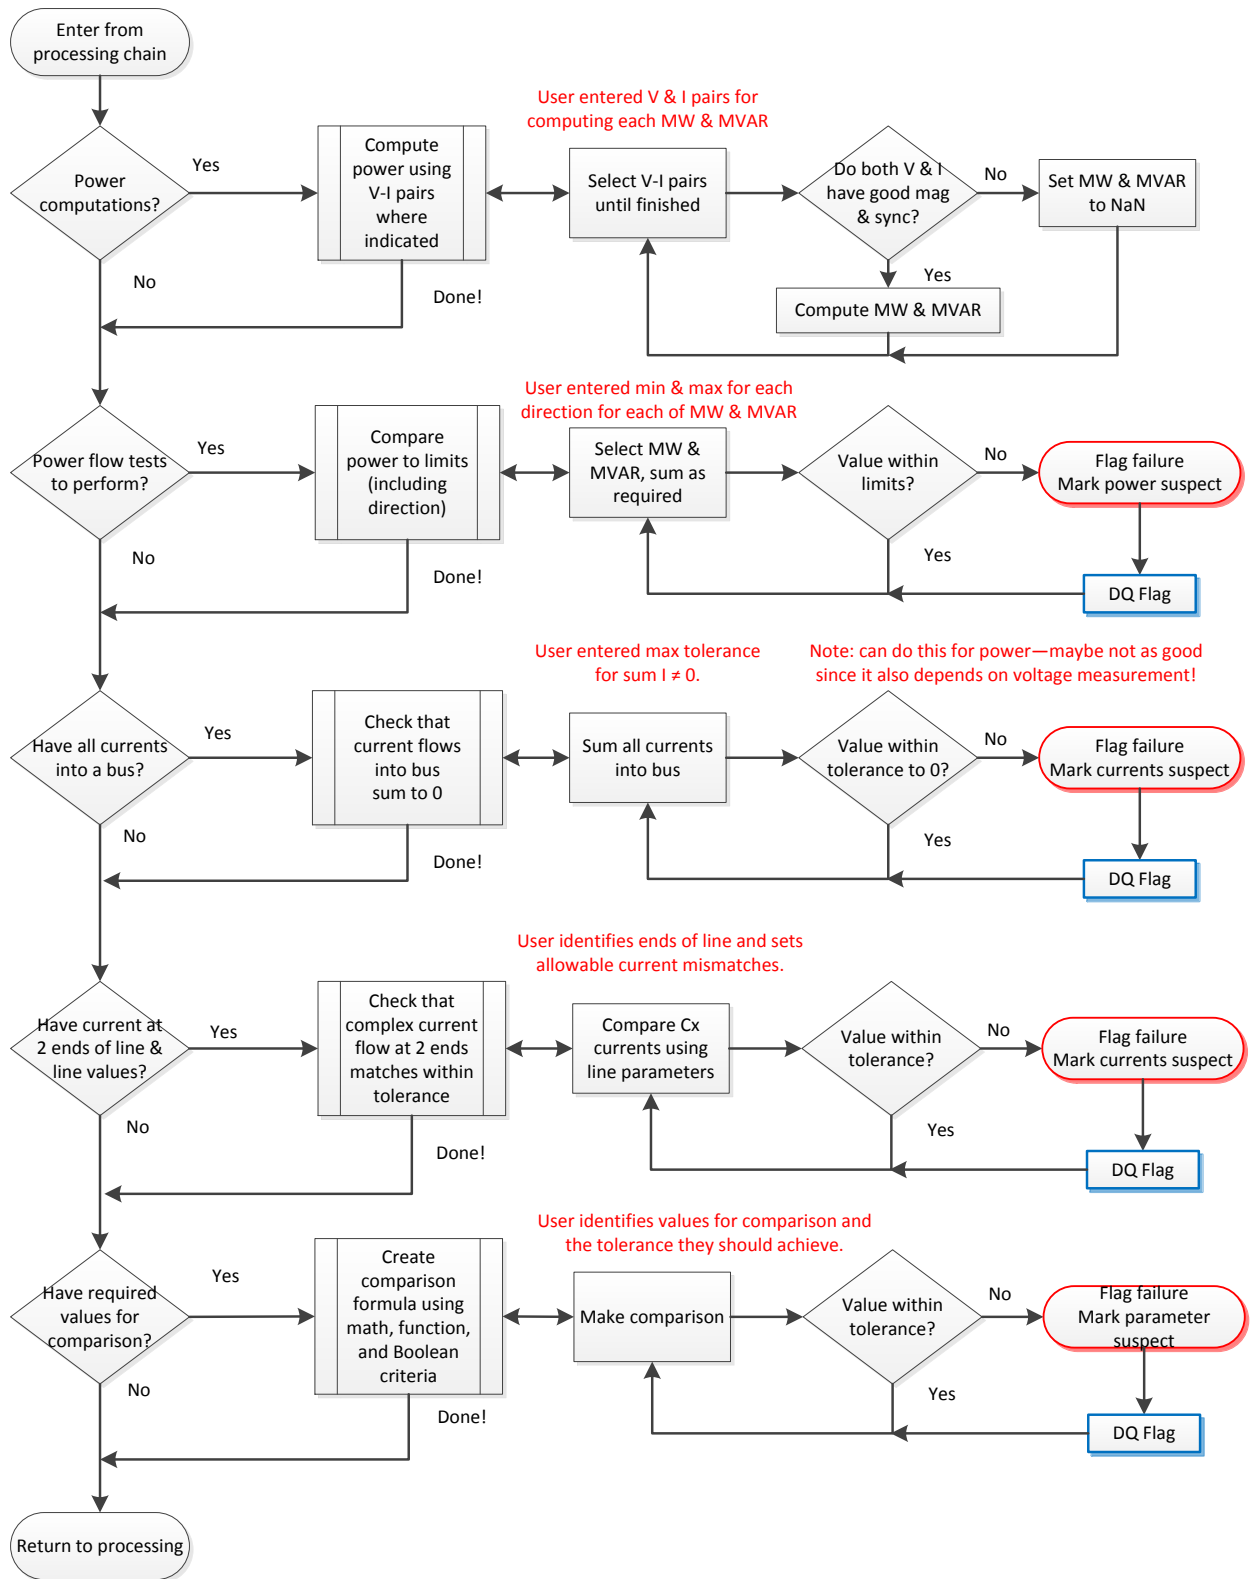 Enter from
processing chain
User entered V & I pairs for
computing each MW & MVAR
Power
computations?
Yes
No
Compute
power using
V-I pairs
where
indicated
Done!
Select V-I pairs
until finished
Do both V & I
have good mag
& sync?
No
Yes
Set MW & MVAR
to NaN
Compute MW & MVAR
User entered min & max for each
direction for each of MW & MVAR
Power flow tests
to perform?
Yes
No
Compare
power to limits
(including
direction)
Done!
Select MW &
MVAR, sum as
required
Value within
limits?
No
Yes
Flag failure
Mark power suspect
DQ Flag
User entered max tolerance
for sum I ≠ 0.
Note: can do this for power—maybe not as good
since it also depends on voltage measurement!
Have all currents
into a bus?
Yes
No
Check that
current flows
into bus
sum to 0
Done!
Sum all currents
into bus
Value within
tolerance to 0?
No
Yes
Flag failure
Mark currents suspect
DQ Flag
User identifies ends of line and sets
allowable current mismatches.
Have current at
2 ends of line &
line values?
Yes
No
Check that
complex current
flow at 2 ends
matches within
tolerance
Done!
Compare Cx
currents using
line parameters
Value within
tolerance?
No
Yes
Flag failure
Mark currents suspect
DQ Flag
User identifies values for comparison and
the tolerance they should achieve.
Have required
values for
comparison?
Yes
No
Create
comparison
formula using
math, function,
and Boolean
criteria
Done!
Make comparison
Value within
tolerance?
No
Yes
Flag failure
Mark parameter
suspect
DQ Flag
Return to processing